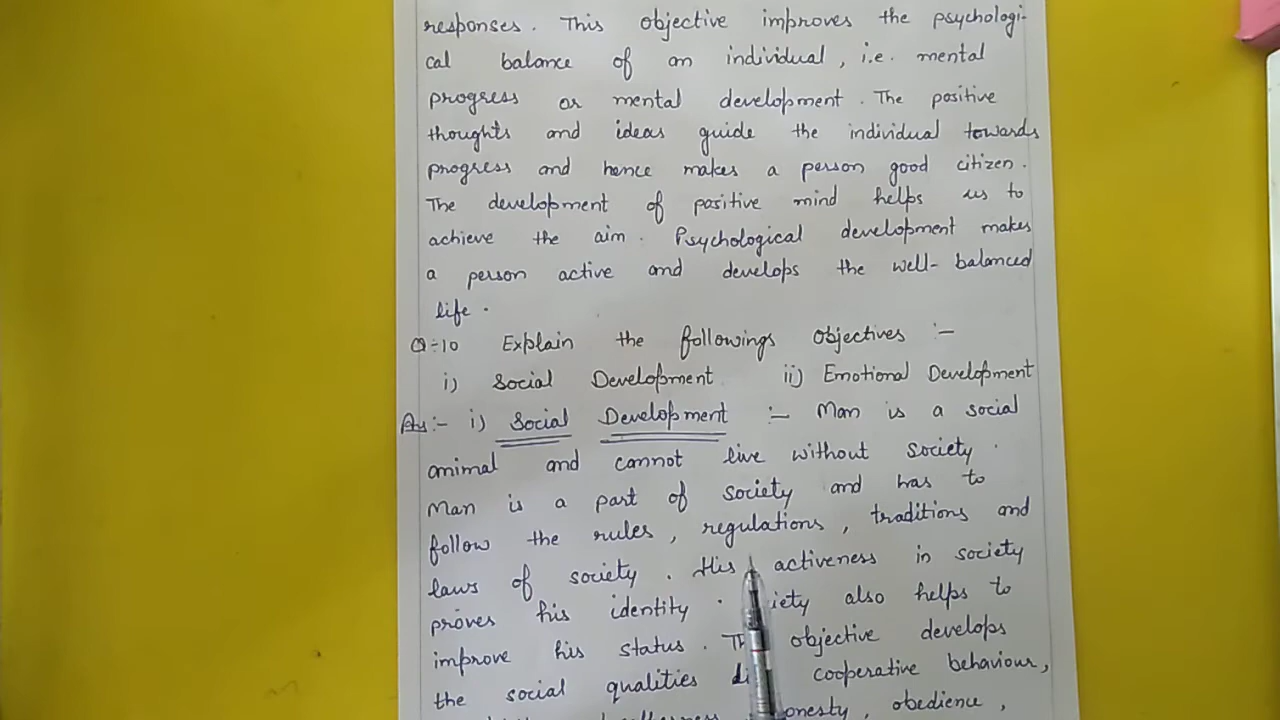 responses. This objective improves the psychologi-
cal balance of an individual, i.e. mental
progress or mental development. The positive
thoughts and ideas guide the individual towards
progress and hence makes a person good citizen.
The development of positive mind helps us to
achieve the aim. Psychological development makes
a person active and develops the well-balanced
life.
Q:-10 Explain the followings objectives :-
i) Social Development ii) Emotional Development
Ans:- i) Social Development :- Man is a social
animal and cannot live without society.
Man is a part of society and has to
follow the rules, regulations, traditions and
laws of society. His activeness in society
proves his identity. also helps to
improve his status. objective develops
the social qualities cooperative behaviour,
obedience,